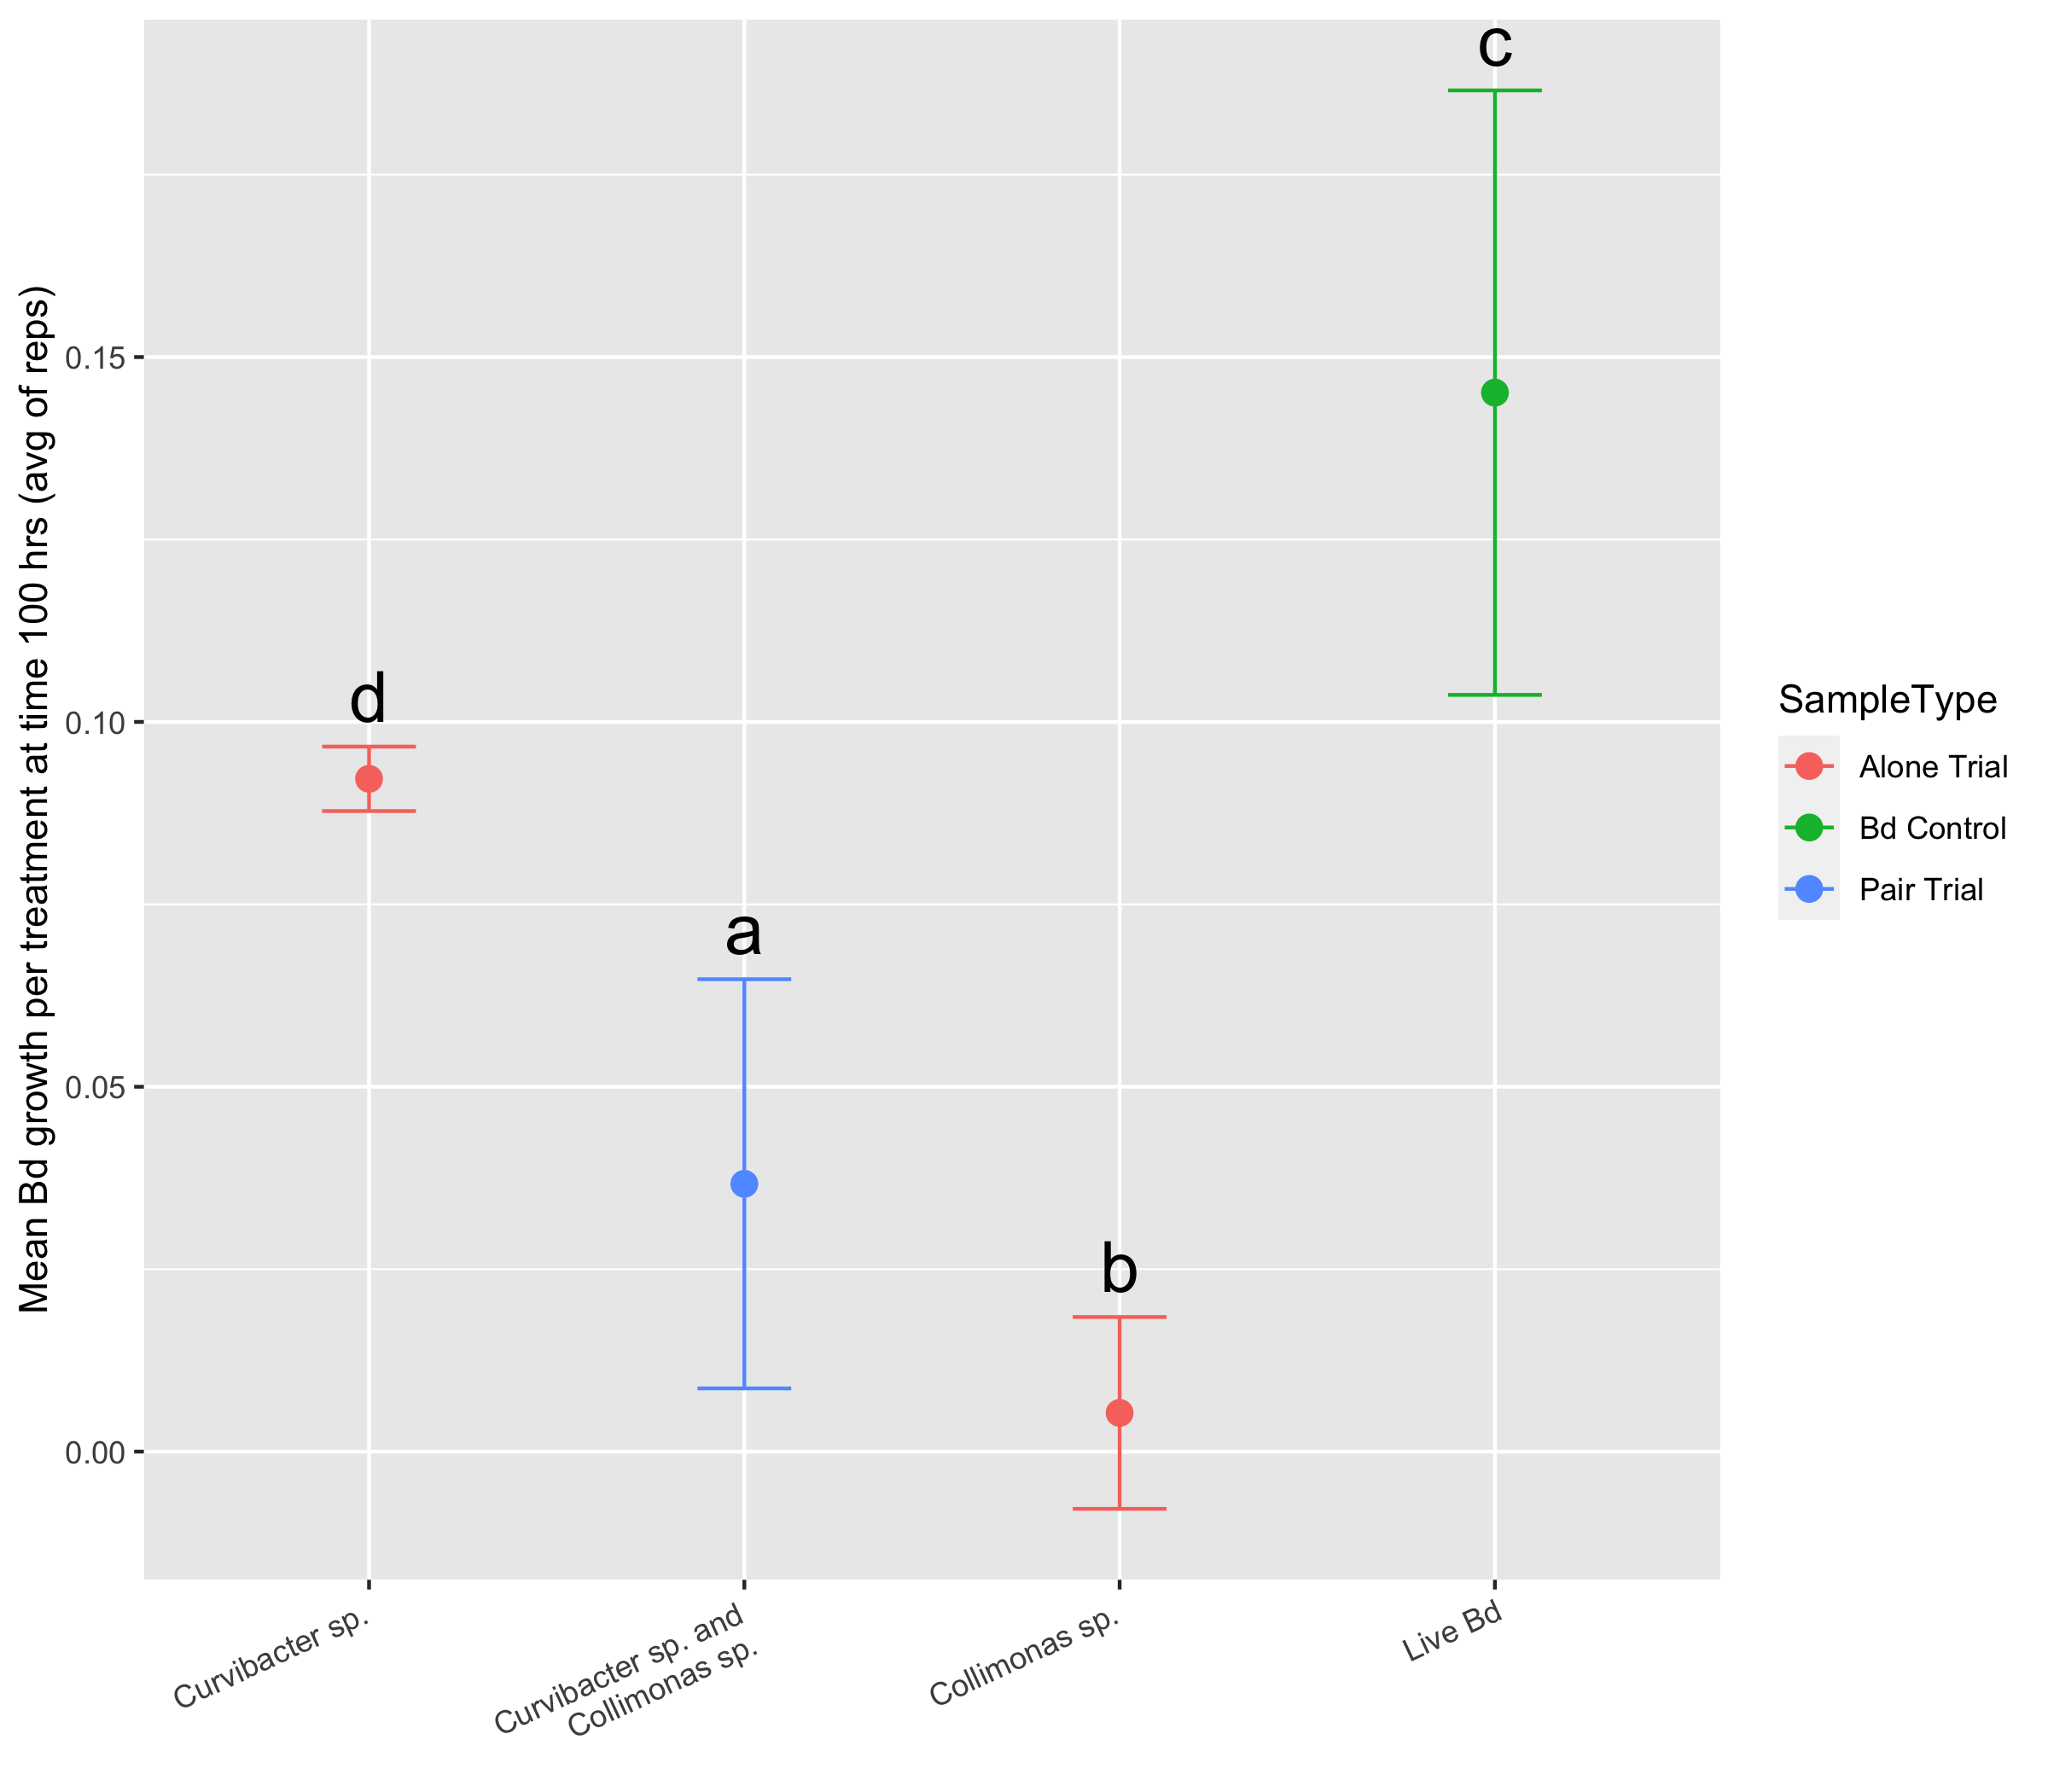 Mean Bd growth per treatment at time 100 hrs (avg of reps)
0.15
0.10
0.05
0.00
d
a
b
c
Curvibacter sp.
Curvibacter sp. and
Collimonas sp.
Collimonas sp.
Live Bd
SampleType
Alone Trial
Bd Control
Pair Trial